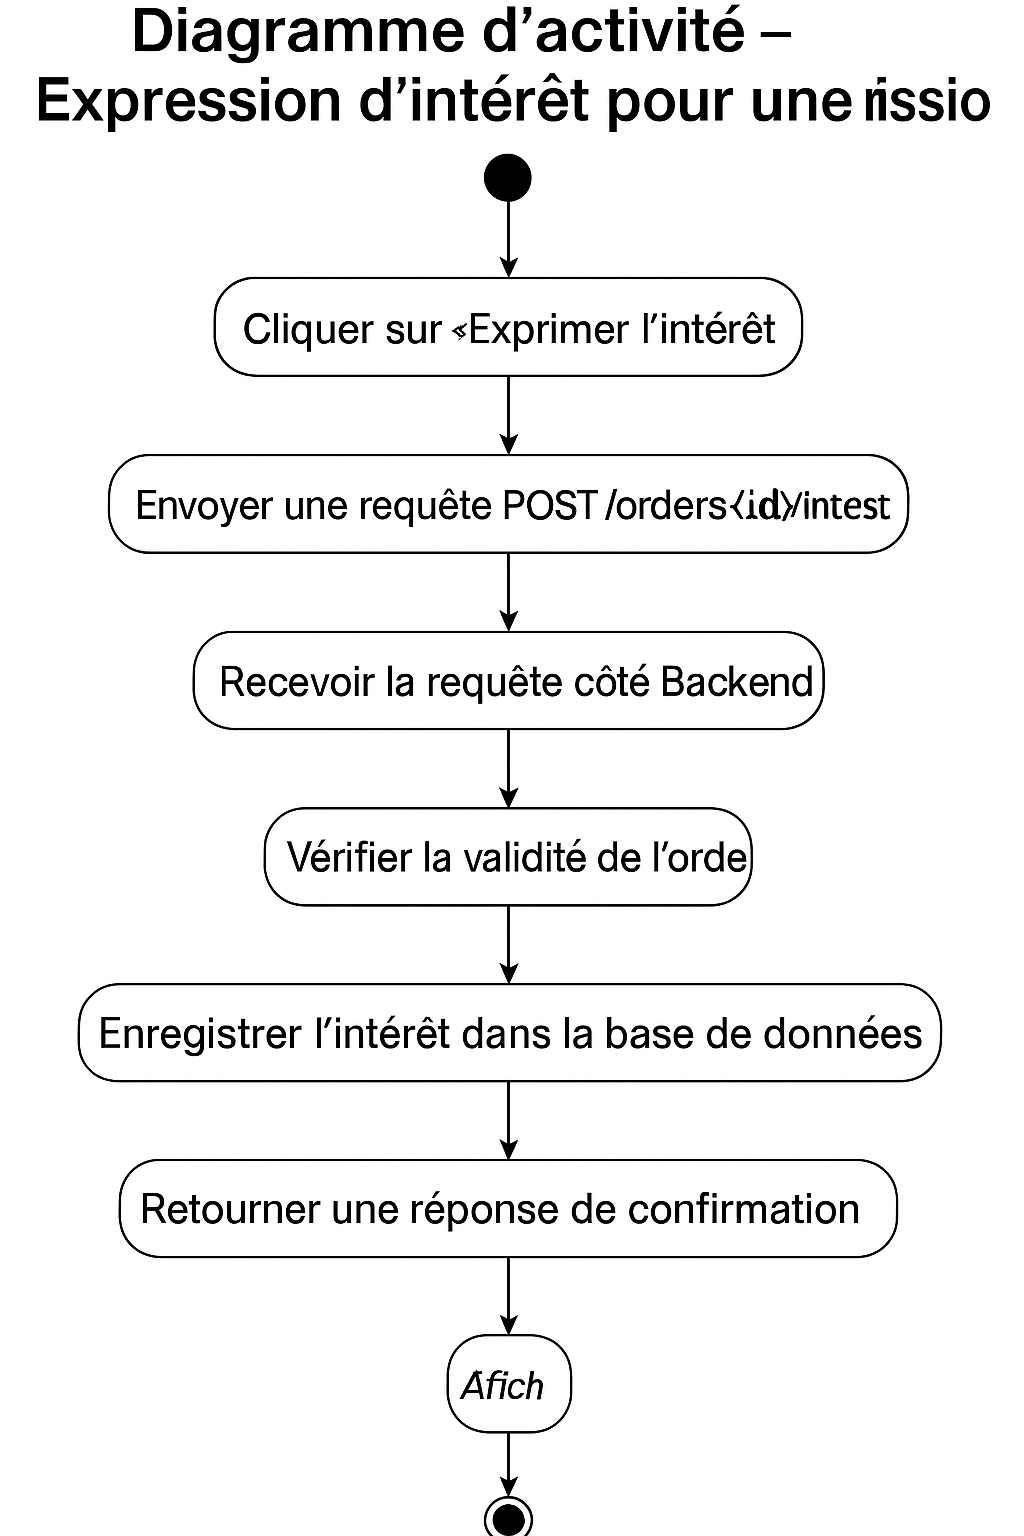 Diagramme d’activité –
Expression d’intérêt pour une rissio
Cliquer sur «Exprimer l’intérêt
Envoyer une requête POST /orders{id}/intest
Recevoir la requête côté Backend
Vérifier la validité de l’orde
Enregistrer l’intérêt dans la base de données
Retourner une réponse de confirmation
Afich